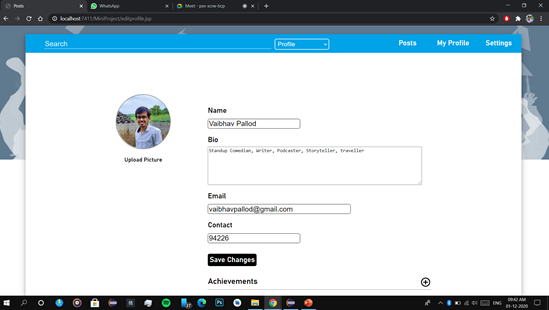 Posts
WhatsApp
Meet - pxv-xcrw-bcp
localhost:7411/MiniProject/editprofile.jsp
Search
Profile
Posts
My Profile
Settings
Name
Vaibhav Pallod
Bio
Standup Comedian, Writer, Podcaster, Storyteller, traveller
Upload Picture
Email
vaibhavpallod@gmail.com
Contact
94226
Save Changes
Achievements
ENG
09:42 AM
01-12-2020